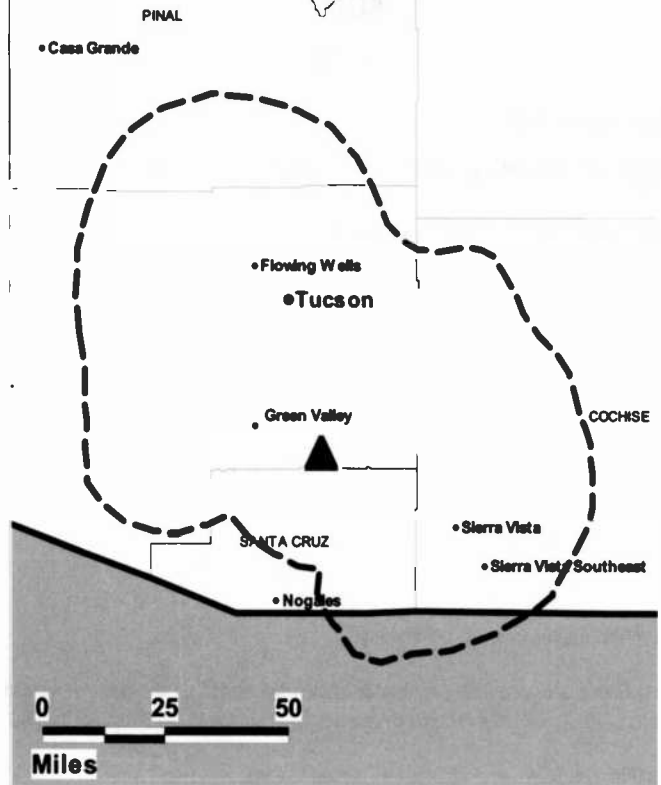 PINAL
Casa Grande
Flowing Wells
Tucson
Green Valley
COCHISE
Sierra Vista
SANTA CRUZ
Sierra Vista Southeast
Nogales
0 25 50
Miles